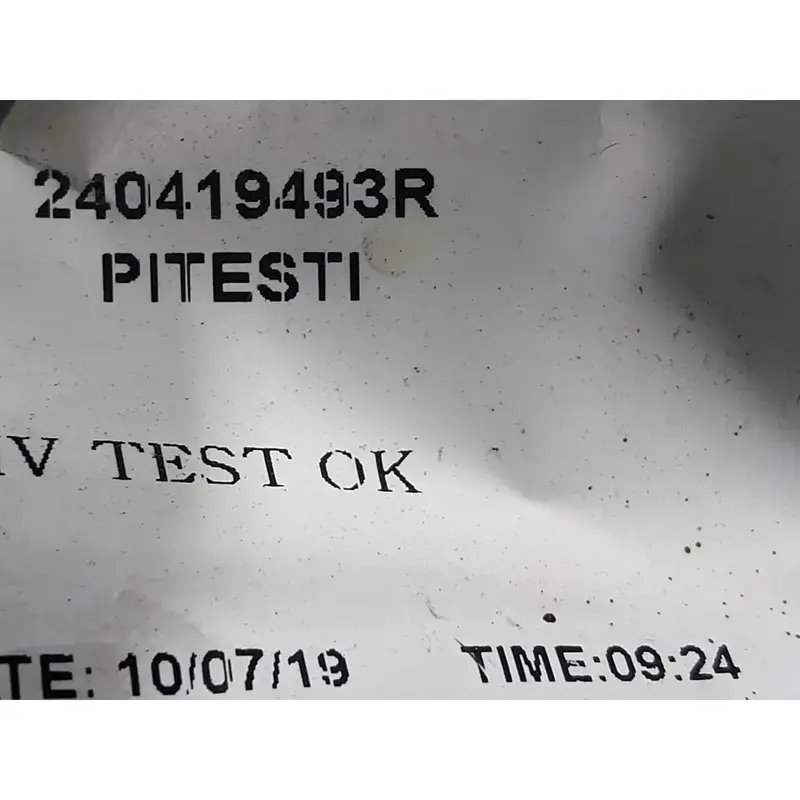 240419493R
PITESTI
IV TEST OK
TE: 10/07/19 TIME:09:24